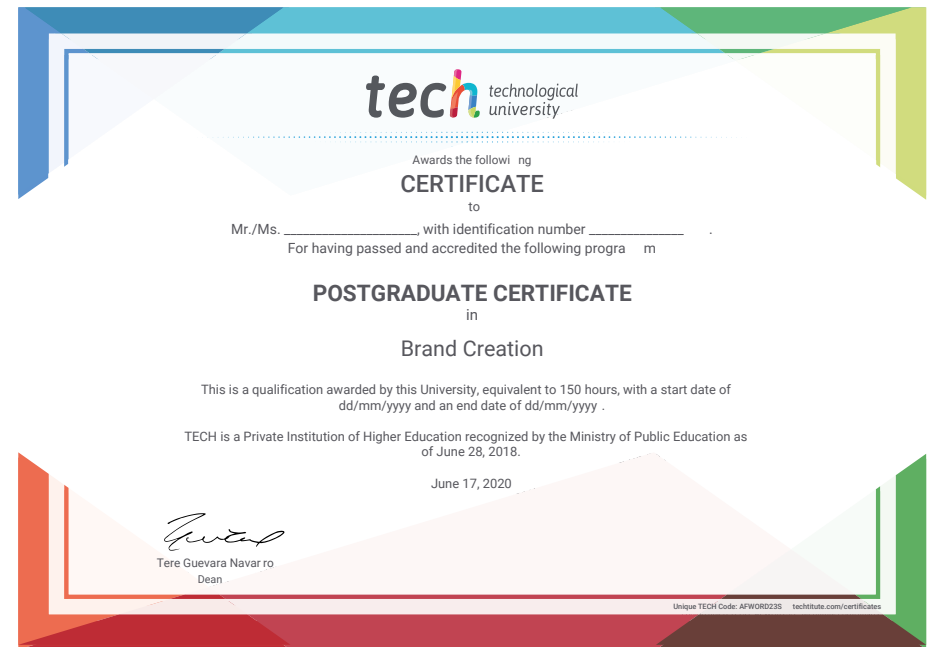 tech technological
university
Awards the followi ng
CERTIFICATE
to
Mr./Ms. _____________________, with identification number _______________ .
For having passed and accredited the following progra m
POSTGRADUATE CERTIFICATE
in
Brand Creation
This is a qualification awarded by this University, equivalent to 150 hours, with a start date of
dd/mm/yyyy and an end date of dd/mm/yyyy .
TECH is a Private Institution of Higher Education recognized by the Ministry of Public Education as
of June 28, 2018.
June 17, 2020
Tere Guevara Navar ro
Dean
Unique TECH Code: AFWORD23S techtitute.com/certificates